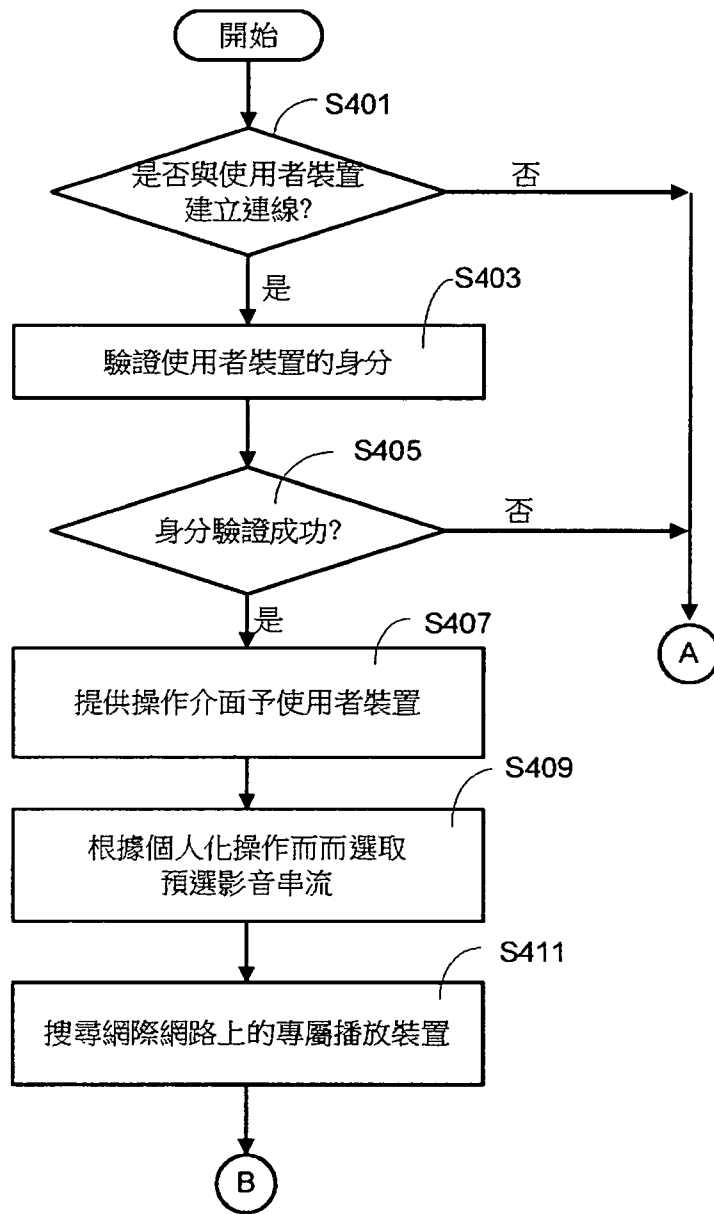 開始
S401
是否與使用者裝置
建立連線?
否
是
S403
驗證使用者裝置的身分
S405
身分驗證成功?
否
是
S407
A
提供操作介面予使用者裝置
S409
根據個人化操作而而選取
預選影音串流
S411
搜尋網際網路上的專屬播放裝置
B